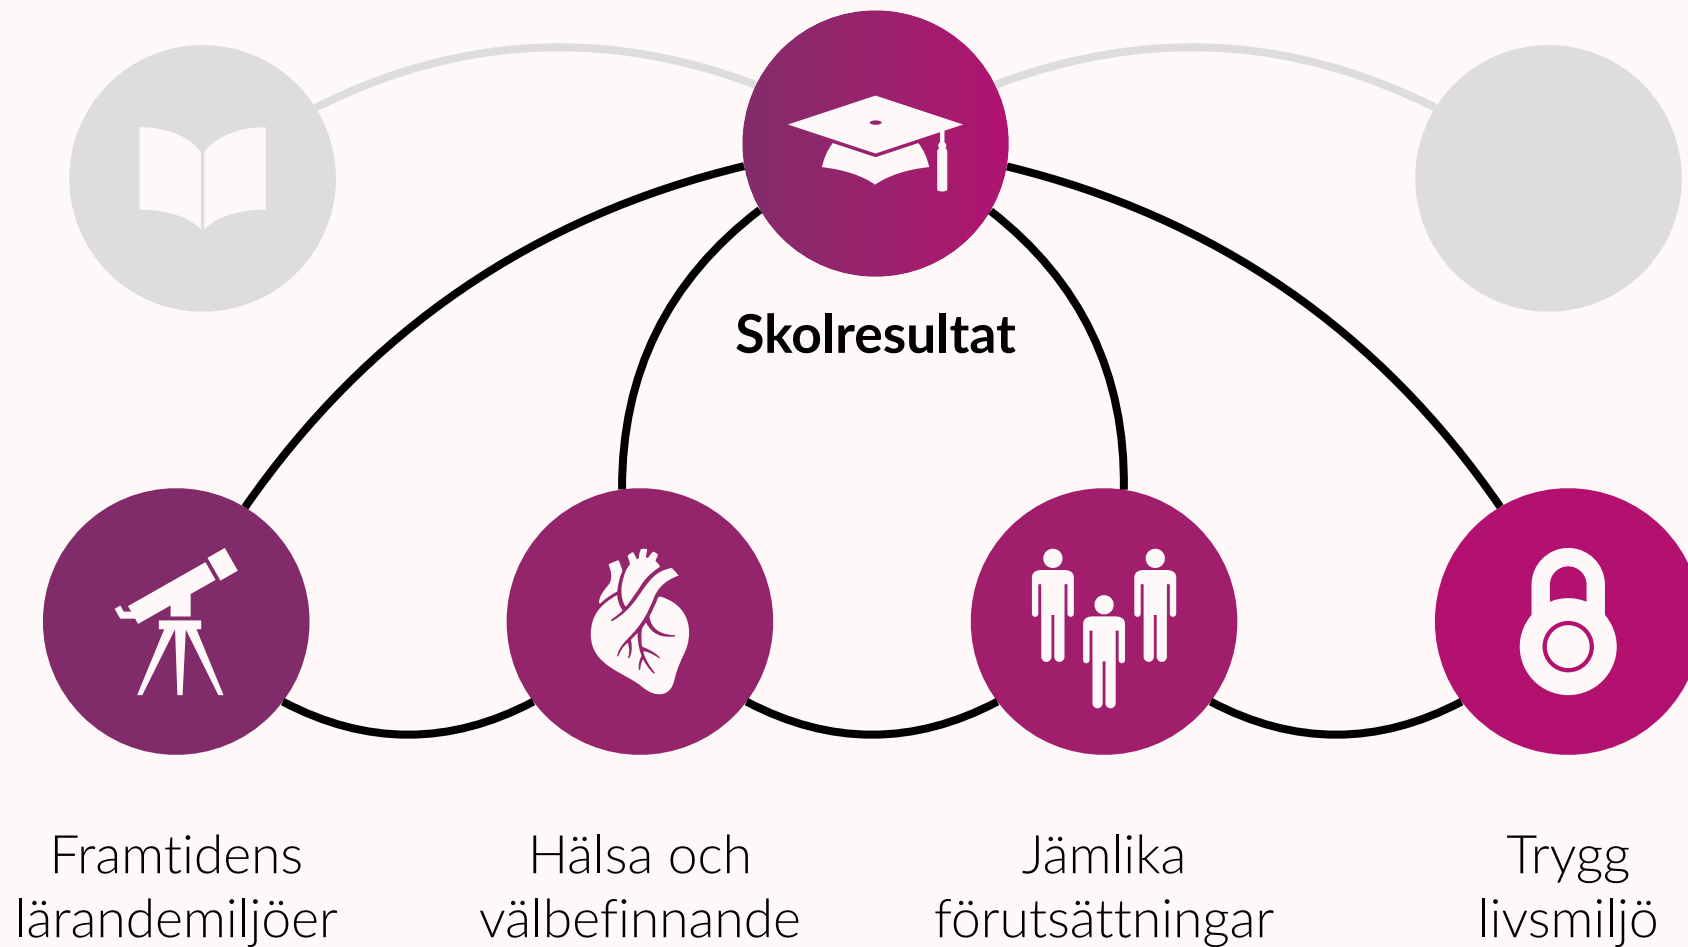 Skolresultat
Framtidens
lärandemiljöer
Hälsa och
välbefinnande
Jämlika
förutsättningar
Trygg
livsmiljö